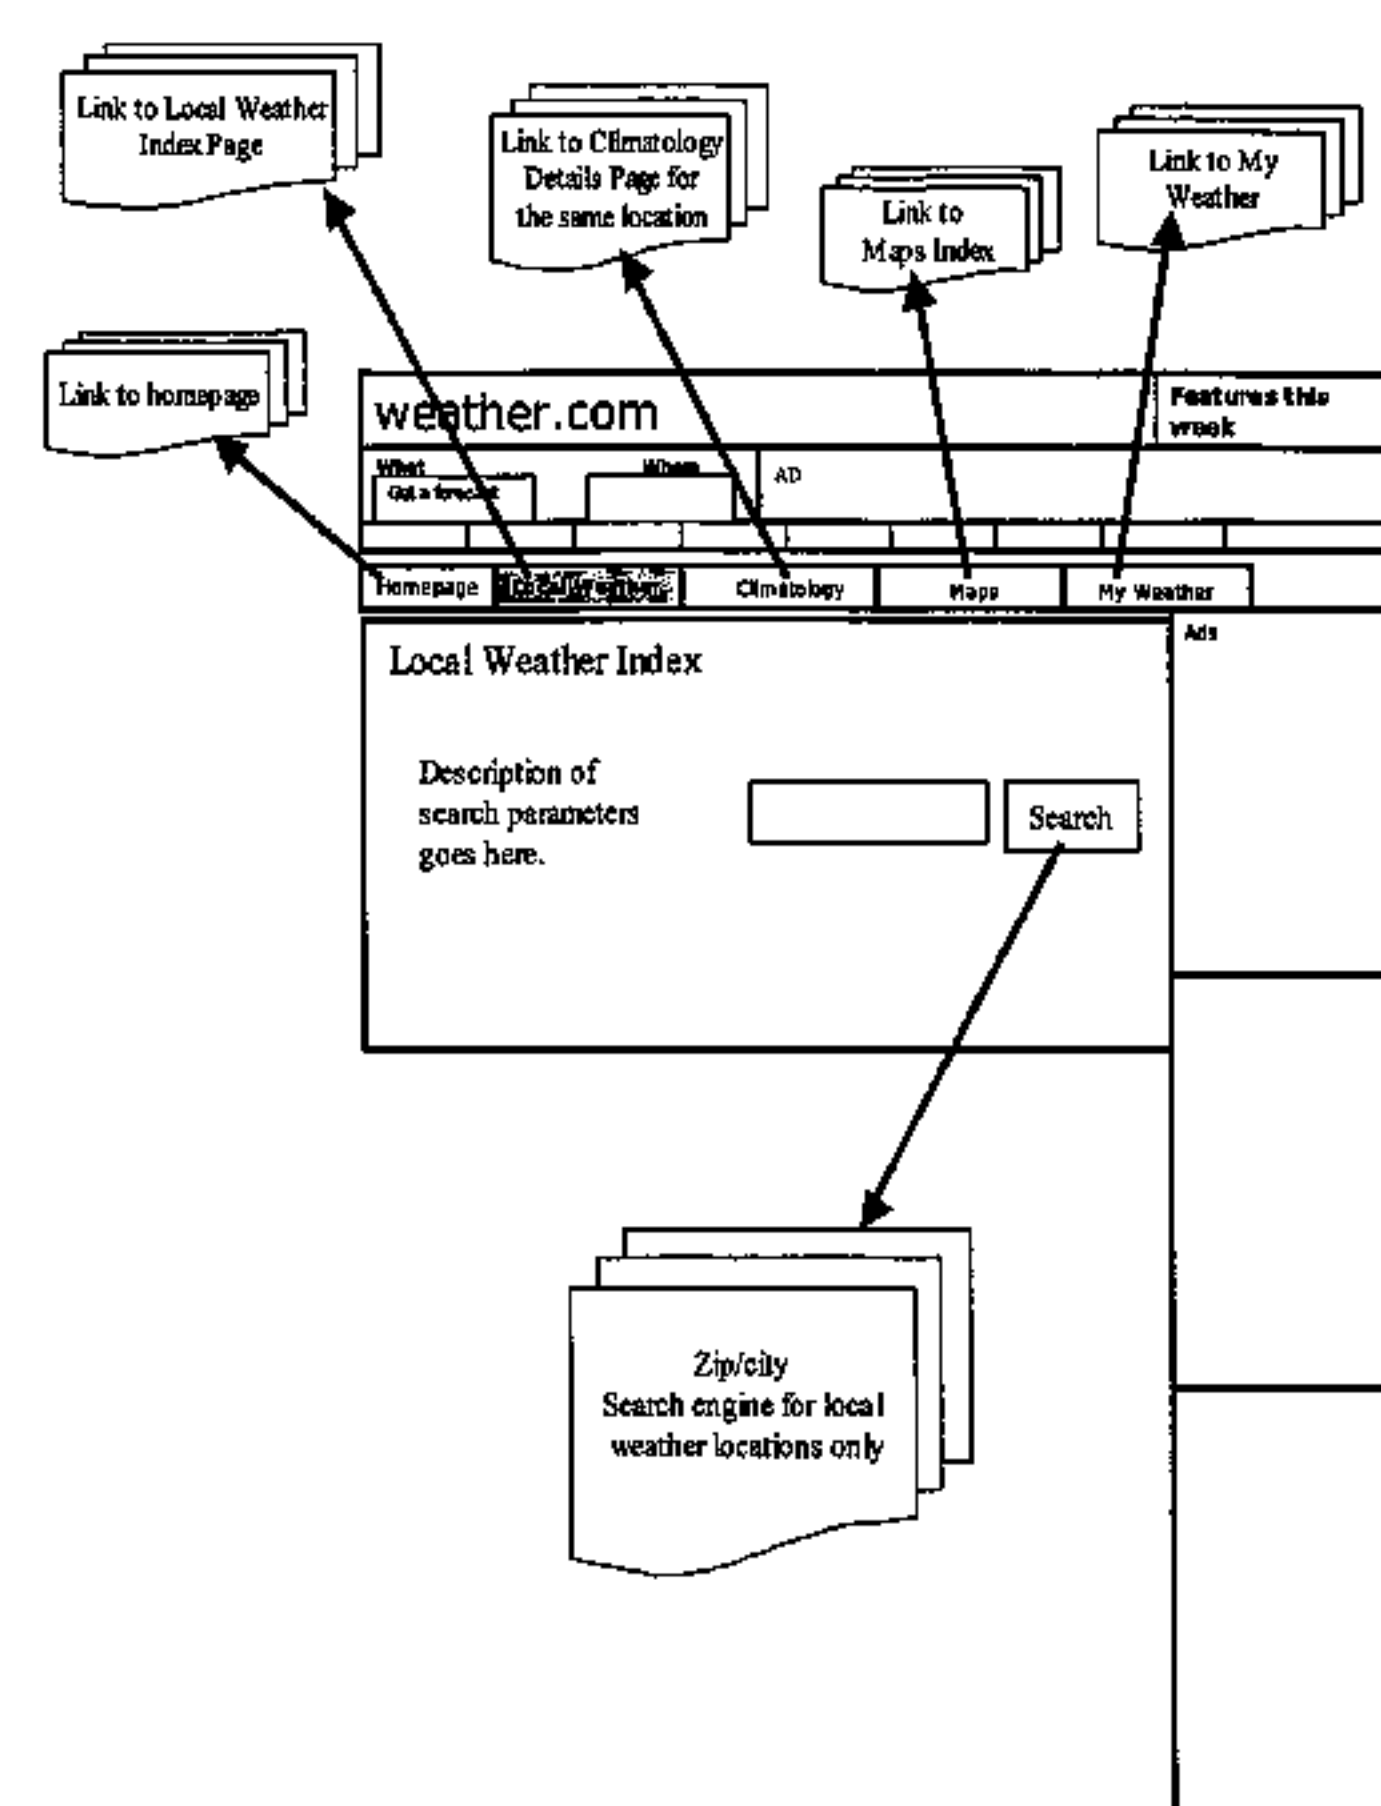 Link to Local Weather
Index Page
Link to Climatology
Details Page for
the same location
Link to
Maps Index
Link to My
Weather
Link to homepage
weather.com
Features this
week
What
Where
Get a forecast
AD
Homepage
Local Weather
Climatology
Maps
My Weather
Local Weather Index
Ads
Description of
search parameters
goes here.
Search
Zip/city
Search engine for local
weather locations only